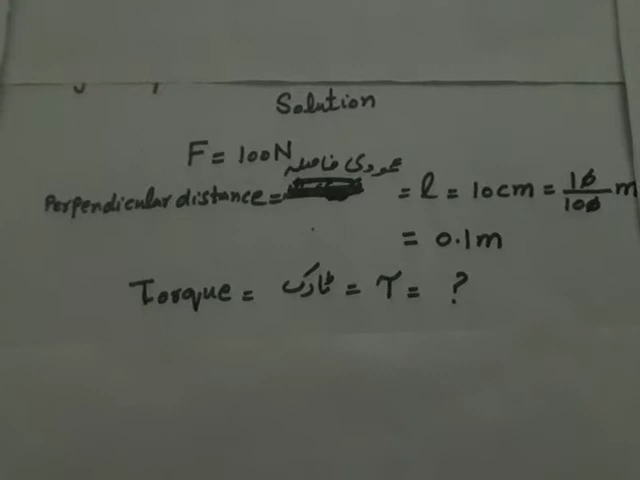 Solution
F = 100N
Perpendicular distance = عمودی فاصلہ = l = 10cm = 10/100 m
= 0.1m
Torque = ٹارک = τ = ?